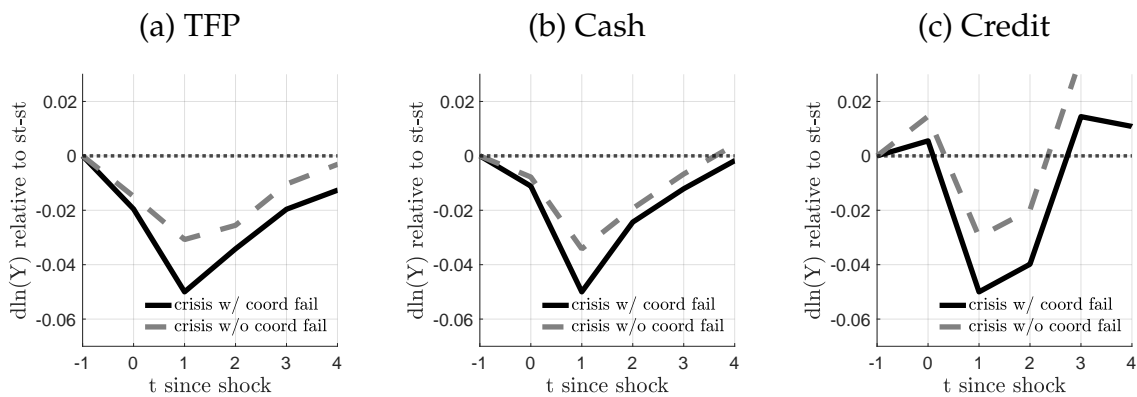 (a) TFP
dln(Y) relative to st-st
0.02
0
-0.02
-0.04
-0.06
crisis w/ coord fail
crisis w/o coord fail
-1 0 1 2 3 4
t since shock
(b) Cash
dln(Y) relative to st-st
0.02
0
-0.02
-0.04
-0.06
crisis w/ coord fail
crisis w/o coord fail
-1 0 1 2 3 4
t since shock
(c) Credit
dln(Y) relative to st-st
0.02
0
-0.02
-0.04
-0.06
crisis w/ coord fail
crisis w/o coord fail
-1 0 1 2 3 4
t since shock